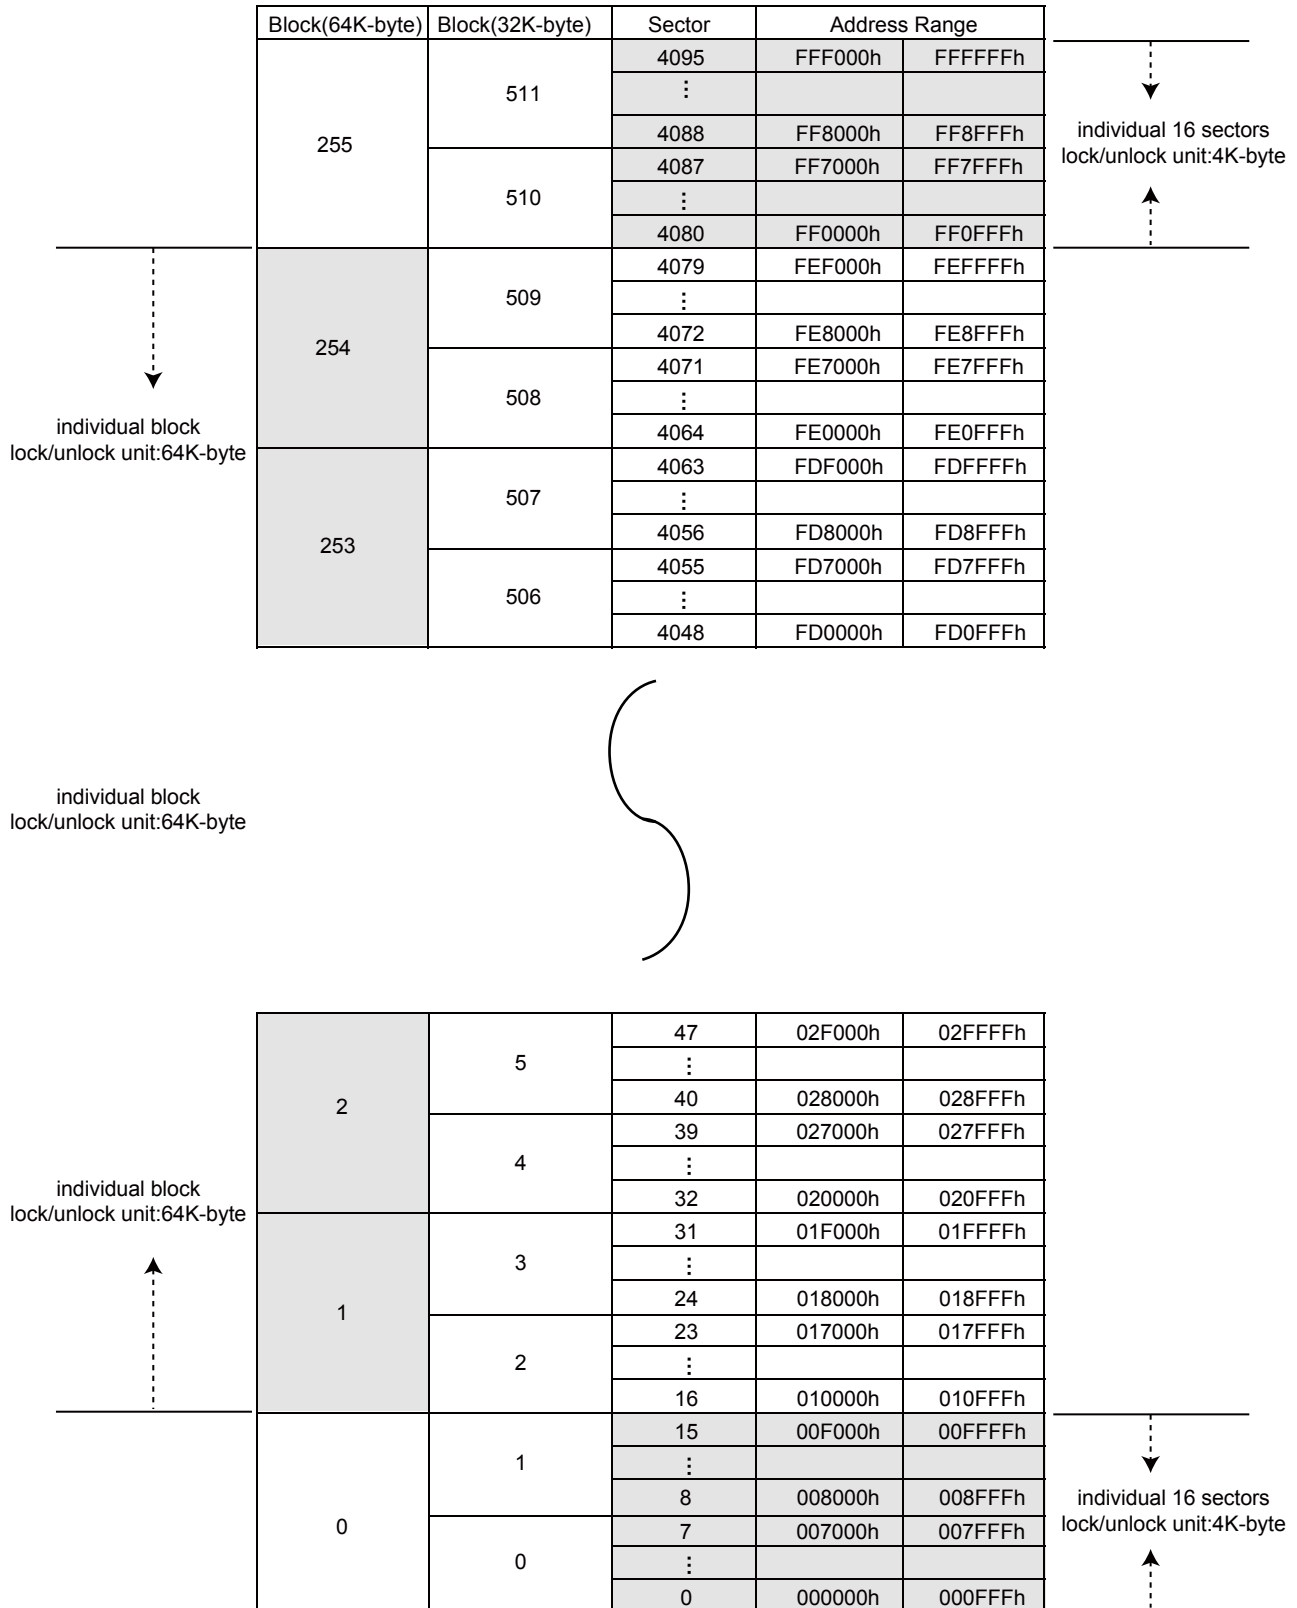 Block(64K-byte) Block(32K-byte) Sector Address Range
4095 FFF000h FFFFFFh
511 ⋮
4088 FF8000h FF8FFFh
individual 16 sectors
lock/unlock unit:4K-byte
255
4087 FF7000h FF7FFFh
510 ⋮
4080 FF0000h FF0FFFh
4079 FEF000h FEFFFFh
509 ⋮
4072 FE8000h FE8FFFh
254
4071 FE7000h FE7FFFh
508 ⋮
4064 FE0000h FE0FFFh
individual block
lock/unlock unit:64K-byte
4063 FDF000h FDFFFFh
507 ⋮
4056 FD8000h FD8FFFh
253
4055 FD7000h FD7FFFh
506 ⋮
4048 FD0000h FD0FFFh
individual block
lock/unlock unit:64K-byte
47 02F000h 02FFFFh
5 ⋮
40 028000h 028FFFh
2
39 027000h 027FFFh
4 ⋮
32 020000h 020FFFh
individual block
lock/unlock unit:64K-byte
31 01F000h 01FFFFh
3 ⋮
24 018000h 018FFFh
1
23 017000h 017FFFh
2 ⋮
16 010000h 010FFFh
15 00F000h 00FFFFh
1 ⋮
8 008000h 008FFFh
individual 16 sectors
lock/unlock unit:4K-byte
0
7 007000h 007FFFh
0 ⋮
0 000000h 000FFFh